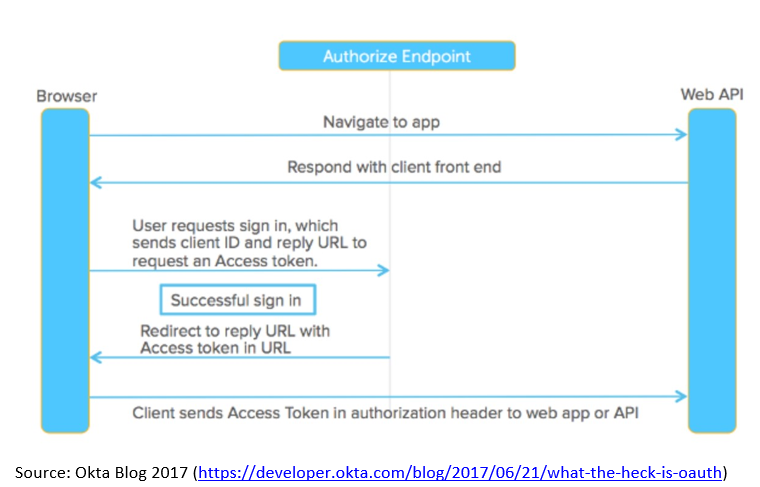 Authorize Endpoint
Browser
Web API
Navigate to app
Respond with client front end
User requests sign in, which
sends client ID and reply URL to
request an Access token.
Successful sign in
Redirect to reply URL with
Access token in URL
Client sends Access Token in authorization header to web app or API
Source: Okta Blog 2017 (https://developer.okta.com/blog/2017/06/21/what-the-heck-is-oauth)